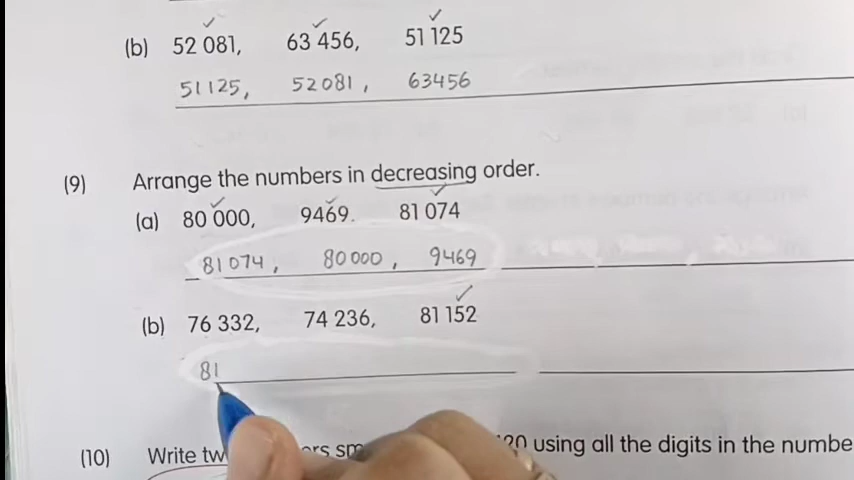 (b) 52 081, 63 456, 51 125
51125, 52081, 63456
(9) Arrange the numbers in decreasing order.
(a) 80 000, 9469. 81 074
81074, 80000, 9469
(b) 76 332, 74 236, 81 152
81
(10) Write using all the digits in the numbe